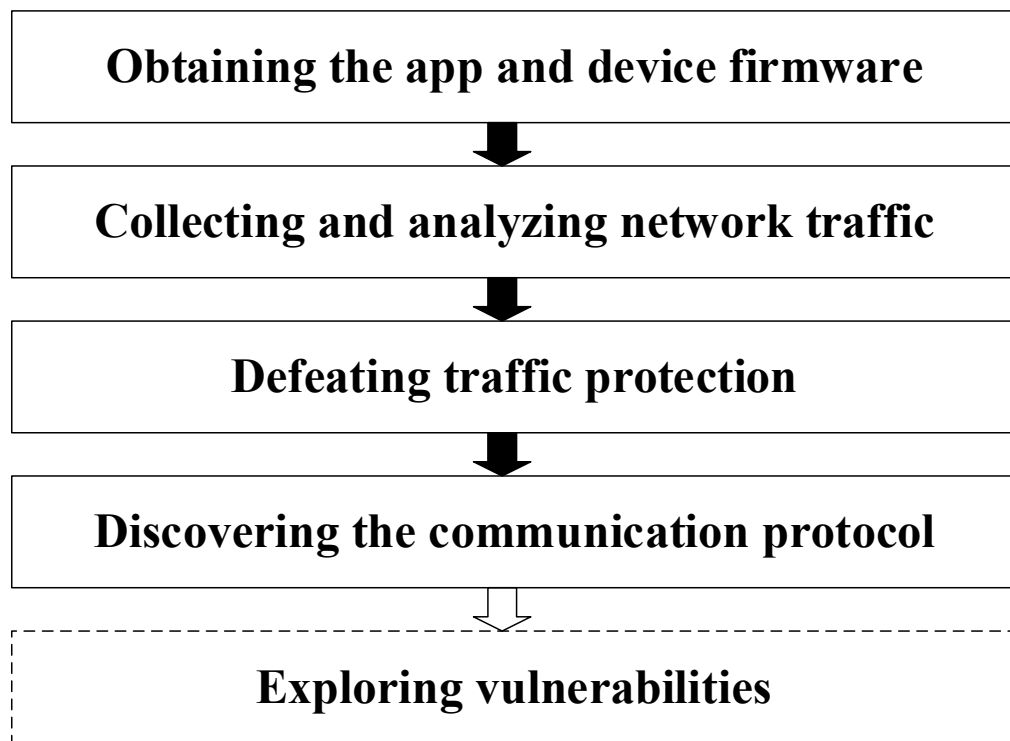 Obtaining the app and device firmware
Collecting and analyzing network traffic
Defeating traffic protection
Discovering the communication protocol
Exploring vulnerabilities